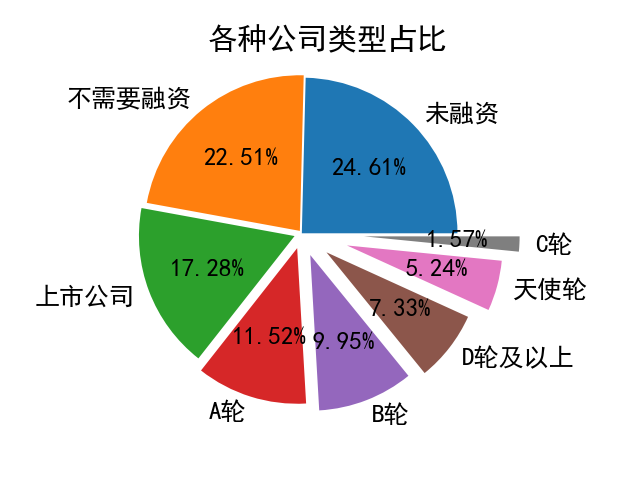 各种公司类型占比
未融资
24.61%
不需要融资
22.51%
上市公司
17.28%
A轮
11.52%
B轮
9.95%
D轮及以上
7.33%
天使轮
5.24%
C轮
1.57%